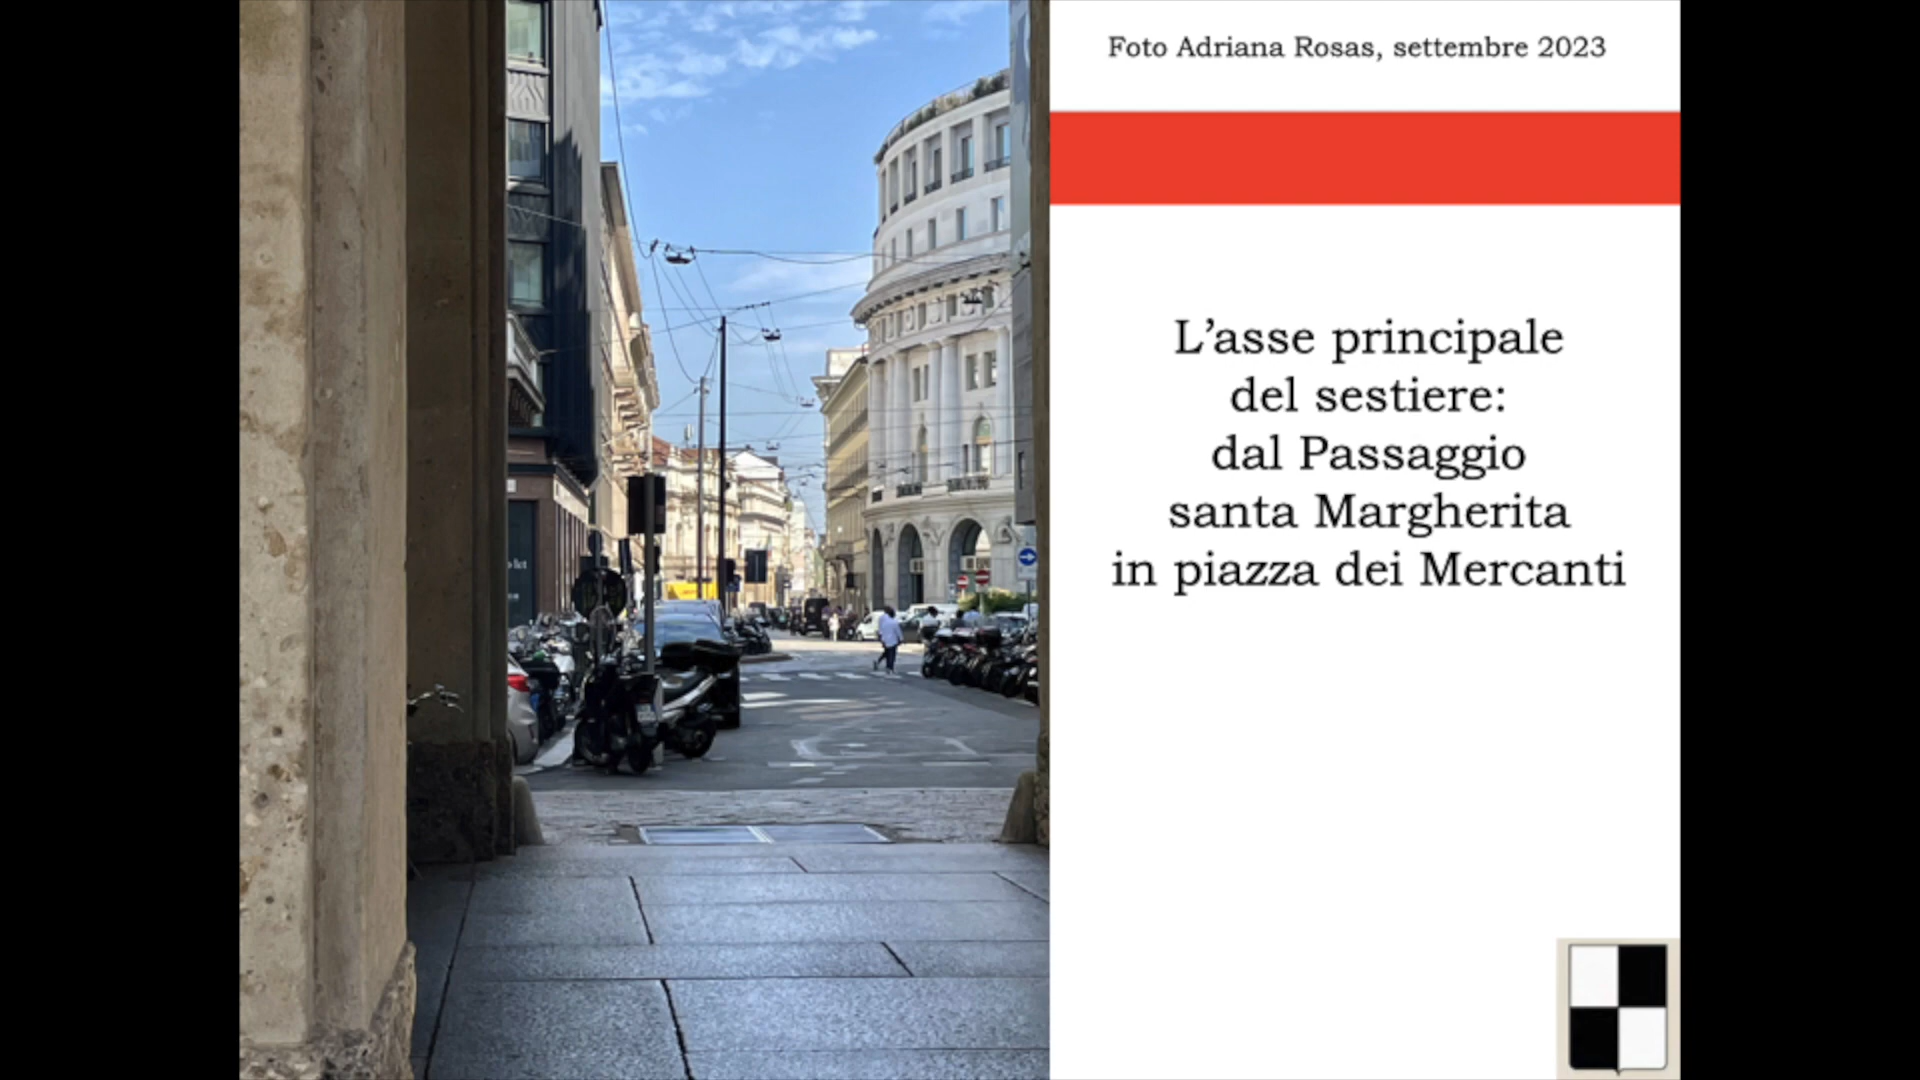 Foto Adriana Rosas, settembre 2023
L’asse principale
del sestiere:
dal Passaggio
santa Margherita
in piazza dei Mercanti